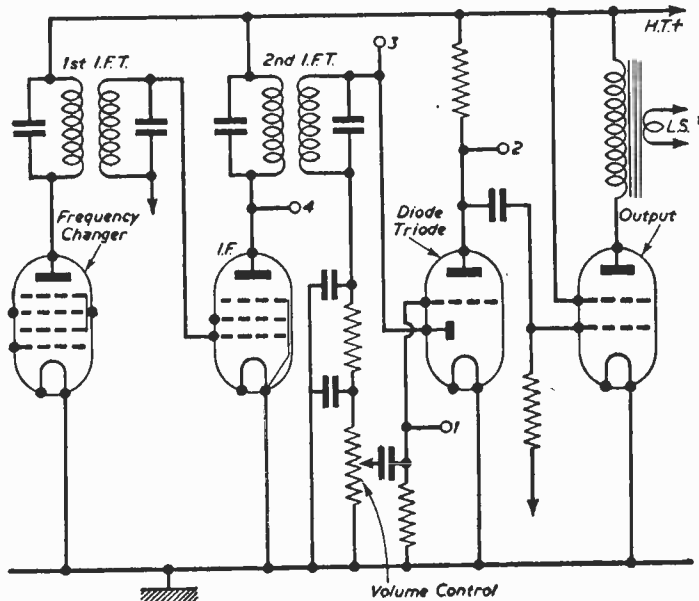 H.T.+
1st I.F.T.
2nd I.F.T.
3
L.S.
2
Frequency
Changer
4
I.F.
Diode
Triode
Output
1
Volume Control